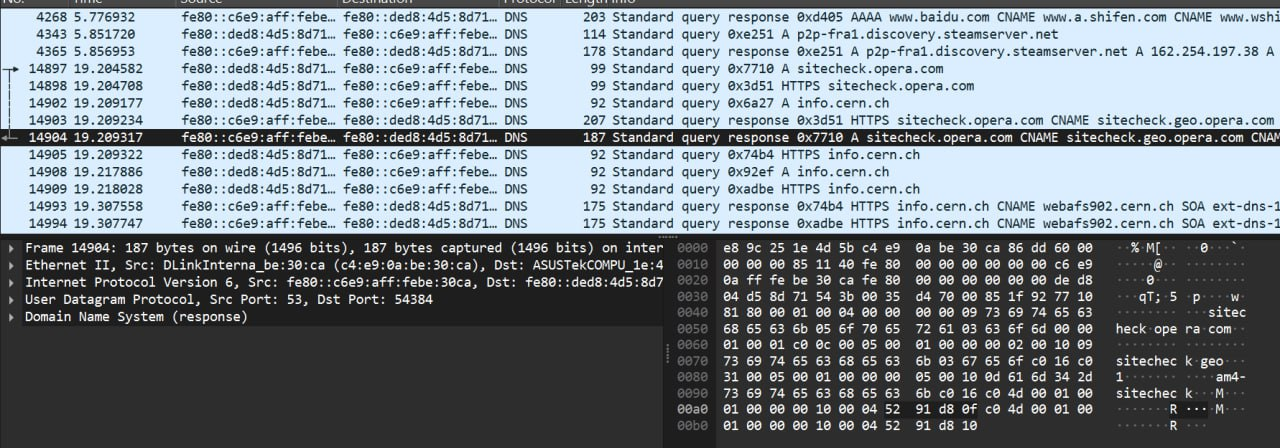 No. Time Source Destination Protocol Length Info
4268 5.776932 fe80::c6e9:aff:febe… fe80::ded8:4d5:8d71… DNS 203 Standard query response 0xd405 AAAA www.baidu.com CNAME www.a.shifen.com CNAME www.wshi
4343 5.851720 fe80::ded8:4d5:8d71… fe80::c6e9:aff:febe… DNS 114 Standard query 0xe251 A p2p-fra1.discovery.steamserver.net
4365 5.856953 fe80::c6e9:aff:febe… fe80::ded8:4d5:8d71… DNS 178 Standard query response 0xe251 A p2p-fra1.discovery.steamserver.net A 162.254.197.38 A
14897 19.204582 fe80::ded8:4d5:8d71… fe80::c6e9:aff:febe… DNS 99 Standard query 0x7710 A sitecheck.opera.com
14898 19.204708 fe80::ded8:4d5:8d71… fe80::c6e9:aff:febe… DNS 99 Standard query 0x3d51 HTTPS sitecheck.opera.com
14902 19.209177 fe80::ded8:4d5:8d71… fe80::c6e9:aff:febe… DNS 92 Standard query 0x6a27 A info.cern.ch
14903 19.209234 fe80::c6e9:aff:febe… fe80::ded8:4d5:8d71… DNS 207 Standard query response 0x3d51 HTTPS sitecheck.opera.com CNAME sitecheck.geo.opera.com
14904 19.209317 fe80::c6e9:aff:febe… fe80::ded8:4d5:8d71… DNS 187 Standard query response 0x7710 A sitecheck.opera.com CNAME sitecheck.geo.opera.com CNAM
14905 19.209322 fe80::ded8:4d5:8d71… fe80::c6e9:aff:febe… DNS 92 Standard query 0x74b4 HTTPS info.cern.ch
14908 19.217886 fe80::ded8:4d5:8d71… fe80::c6e9:aff:febe… DNS 92 Standard query 0x92ef A info.cern.ch
14909 19.218028 fe80::ded8:4d5:8d71… fe80::c6e9:aff:febe… DNS 92 Standard query 0xadbe HTTPS info.cern.ch
14993 19.307558 fe80::c6e9:aff:febe… fe80::ded8:4d5:8d71… DNS 175 Standard query response 0x74b4 HTTPS info.cern.ch CNAME webafs902.cern.ch SOA ext-dns-1
14994 19.307747 fe80::c6e9:aff:febe… fe80::ded8:4d5:8d71… DNS 175 Standard query response 0xadbe HTTPS info.cern.ch CNAME webafs902.cern.ch SOA ext-dns-1
Frame 14904: 187 bytes on wire (1496 bits), 187 bytes captured (1496 bits) on inter
Ethernet II, Src: DLinkInterna_be:30:ca (c4:e9:0a:be:30:ca), Dst: ASUSTekCOMPU_1e:4
Internet Protocol Version 6, Src: fe80::c6e9:aff:febe:30ca, Dst: fe80::ded8:4d5:8d7
User Datagram Protocol, Src Port: 53, Dst Port: 54384
Domain Name System (response)
0000 e8 9c 25 1e 4d 5b c4 e9 0a be 30 ca 86 dd 60 00 ··%·M[·· ··0···`·
0010 00 00 00 85 11 40 fe 80 00 00 00 00 00 00 c6 e9 ·····@·· ········
0020 0a ff fe be 30 ca fe 80 00 00 00 00 00 00 de d8 ····0··· ········
0030 04 d5 8d 71 54 3b 00 35 d4 70 00 85 1f 92 77 10 ···qT;·5 ·p····w·
0040 81 80 00 01 00 04 00 00 00 00 09 73 69 74 65 63 ········ ···sitec
0050 68 65 63 6b 05 6f 70 65 72 61 03 63 6f 6d 00 00 heck·ope ra·com··
0060 01 00 01 c0 0c 00 05 00 01 00 00 00 02 00 10 09 ········ ········
0070 73 69 74 65 63 68 65 63 6b 03 67 65 6f c0 16 c0 sitechec k·geo···
0080 31 00 05 00 01 00 00 00 05 00 10 0d 61 6d 34 2d 1······· ····am4-
0090 73 69 74 65 63 68 65 63 6b c0 16 c0 4d 00 01 00 sitechec k···M···
00a0 01 00 00 00 10 00 04 52 91 d8 0f c0 4d 00 01 00 ·······R ····M···
00b0 01 00 00 00 10 00 04 52 91 d8 10 ·······R ···